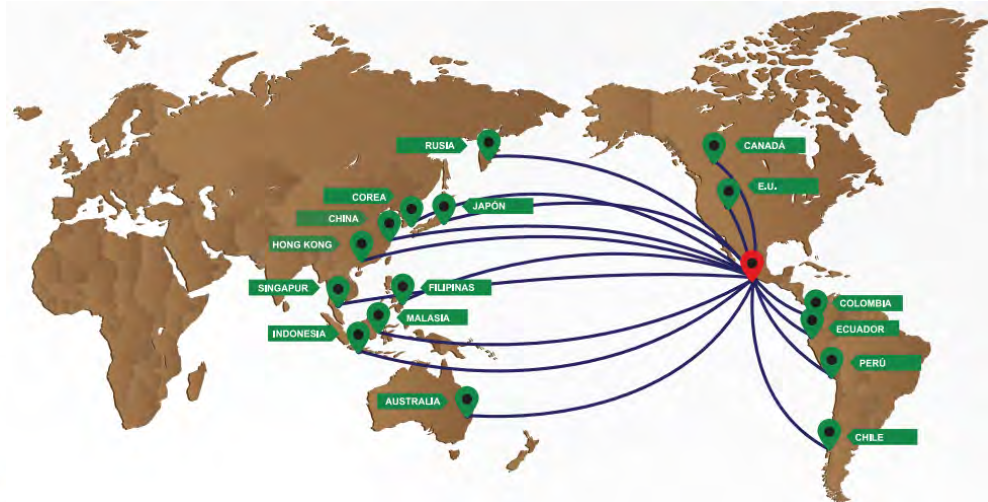 RUSIA
CANADÁ
E.U.
COREA
JAPÓN
CHINA
HONG KONG
SINGAPUR
FILIPINAS
COLOMBIA
MALASIA
ECUADOR
INDONESIA
PERÚ
AUSTRALIA
CHILE